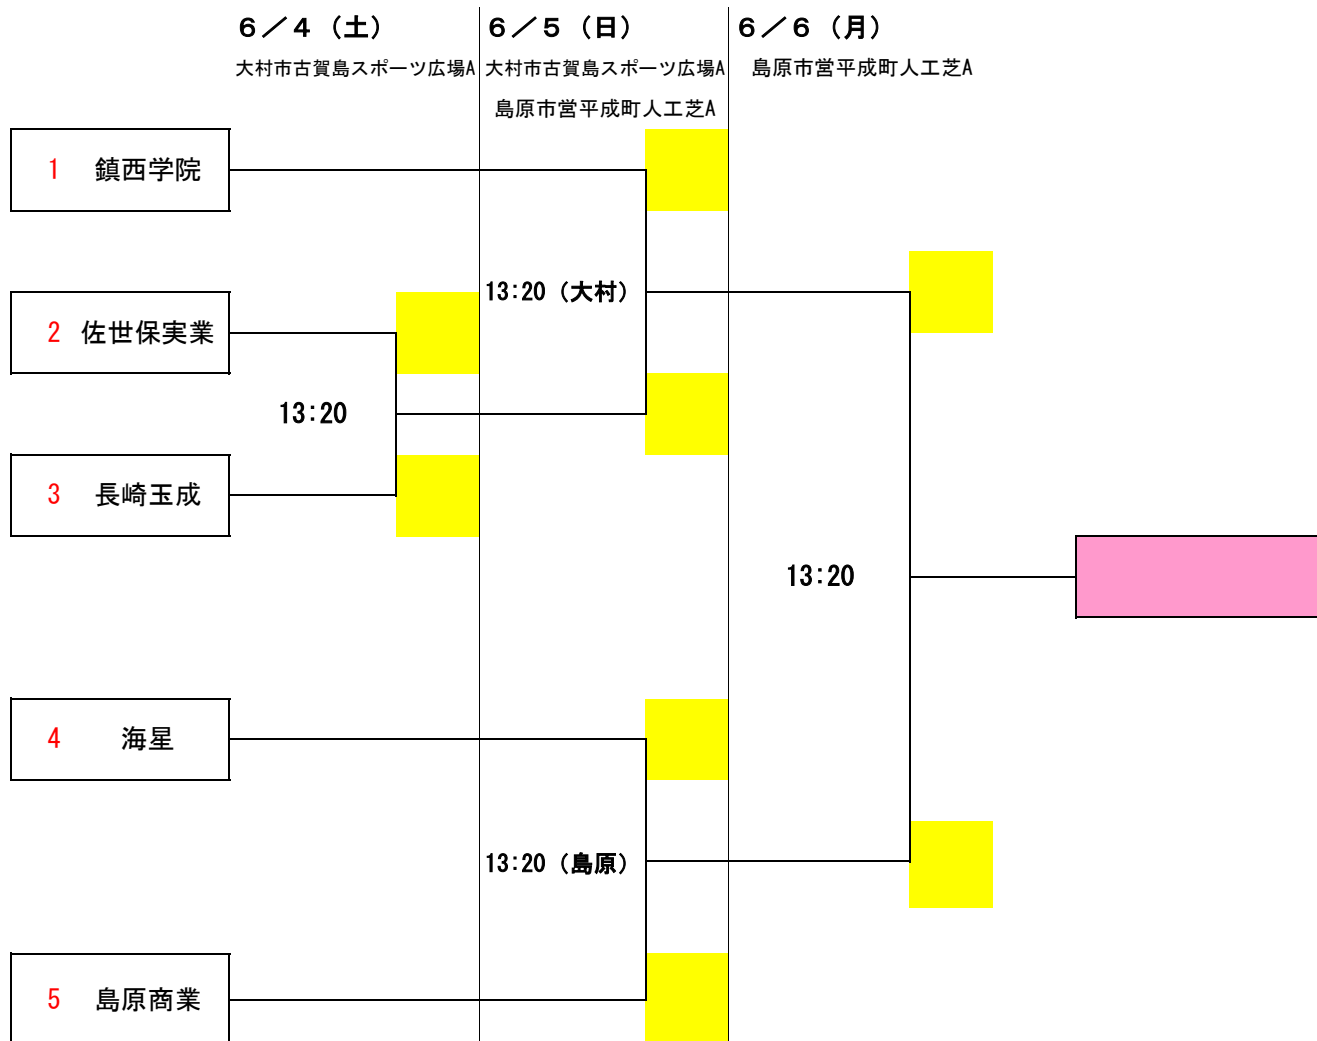 ６／４（土）
６／５（日）
６／６（月）
大村市古賀島スポーツ広場A
大村市古賀島スポーツ広場A
島原市営平成町人工芝A
島原市営平成町人工芝A
1 鎮西学院
13:20（大村）
2 佐世保実業
13:20
3 長崎玉成
13:20
4 海星
13:20（島原）
5 島原商業